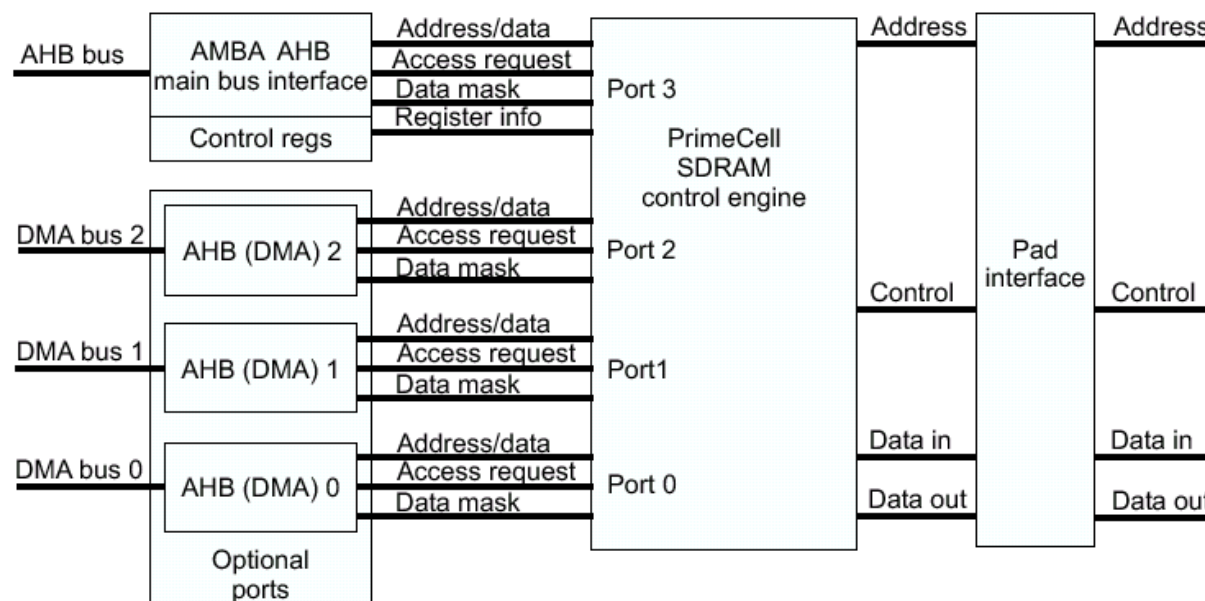 AHB bus
AMBA AHB
main bus interface
Control regs
Address/data
Access request
Data mask
Register info
Port 3
PrimeCell
SDRAM
control engine
DMA bus 2
AHB (DMA) 2
Address/data
Access request
Data mask
Port 2
DMA bus 1
AHB (DMA) 1
Address/data
Access request
Data mask
Port1
DMA bus 0
AHB (DMA) 0
Address/data
Access request
Data mask
Port 0
Optional
ports
Address
Control
Data in
Data out
Pad
interface
Address
Control
Data in
Data out